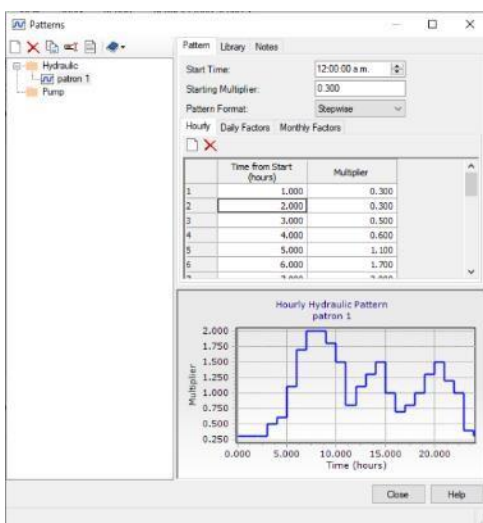 Patterns
Pattern Library Notes
Hydraulic
patron 1
Pump
Start Time: 12:00:00 a.m.
Starting Multiplier: 0.300
Pattern Format: Stepwise
Hourly Daily Factors Monthly Factors
Time from Start (hours) Multiplier
1 1.000 0.300
2 2.000 0.300
3 3.000 0.500
4 4.000 0.600
5 5.000 1.100
6 6.000 1.700
Hourly Hydraulic Pattern
patron 1
2.000
1.750
1.500
1.250
1.000
0.750
0.500
0.250
Multiplier
0.000 5.000 10.000 15.000 20.000
Time (hours)
Close Help